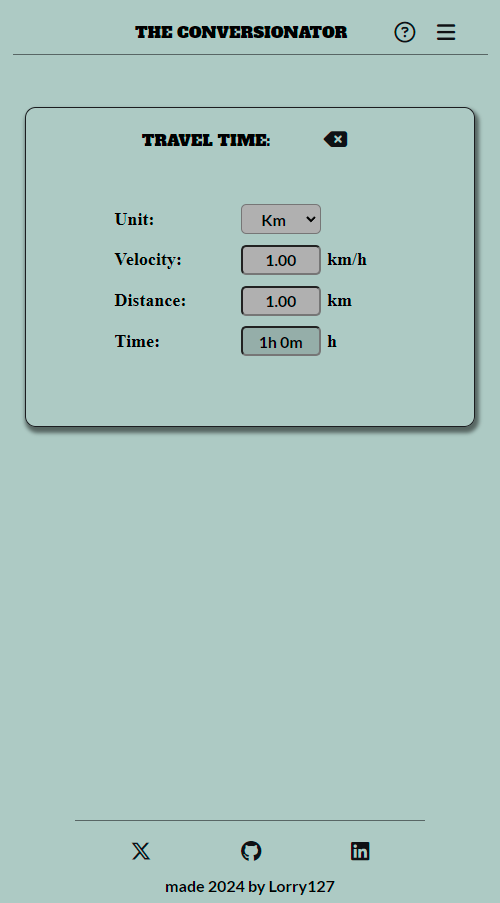 THE CONVERSIONATOR
TRAVEL TIME:
Unit: Km
Velocity: 1.00 km/h
Distance: 1.00 km
Time: 1h 0m h
made 2024 by Lorry127